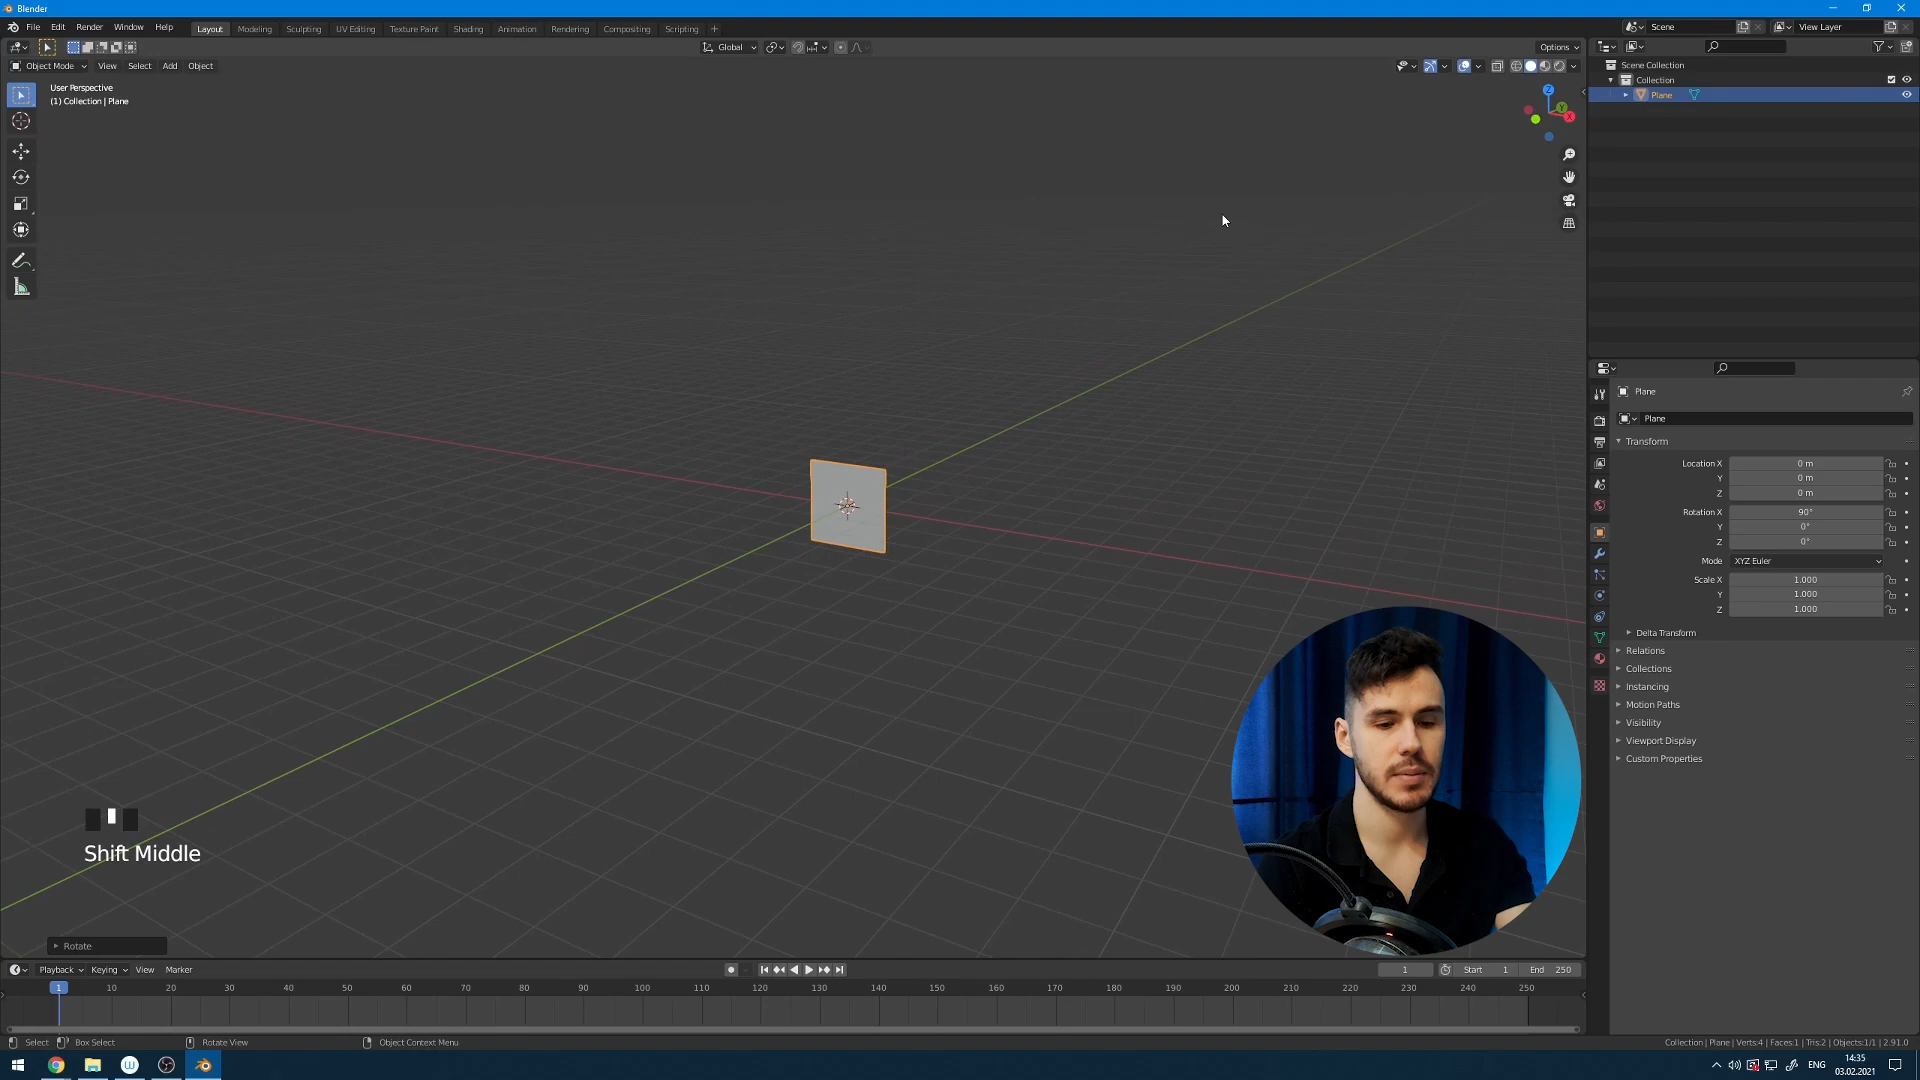 Blender
File Edit Render Window Help
Layout Modeling Sculpting UV Editing Texture Paint Shading Animation Rendering Compositing Scripting +
Scene
View Layer
Global
Options
Object Mode View Select Add Object
User Perspective
(1) Collection | Plane
Z
Y
X
Scene Collection
Collection
Plane
Plane
Plane
Transform
Location X 0 m
Y 0 m
Z 0 m
Rotation X 90°
Y 0°
Z 0°
Mode XYZ Euler
Scale X 1.000
Y 1.000
Z 1.000
Delta Transform
Relations
Collections
Instancing
Motion Paths
Visibility
Viewport Display
Custom Properties
Shift Middle
Rotate
Playback Keying View Marker
1 Start 1 End 250
1 10 20 30 40 50 60 70 80 90 100 110 120 130 140 150 160 170 180 190 200 210 220 230 240 250
Select Box Select Rotate View Object Context Menu
Collection | Plane | Verts:4 | Faces:1 | Tris:2 | Objects:1/1 | 2.91.0
ENG
14:35
03.02.2021